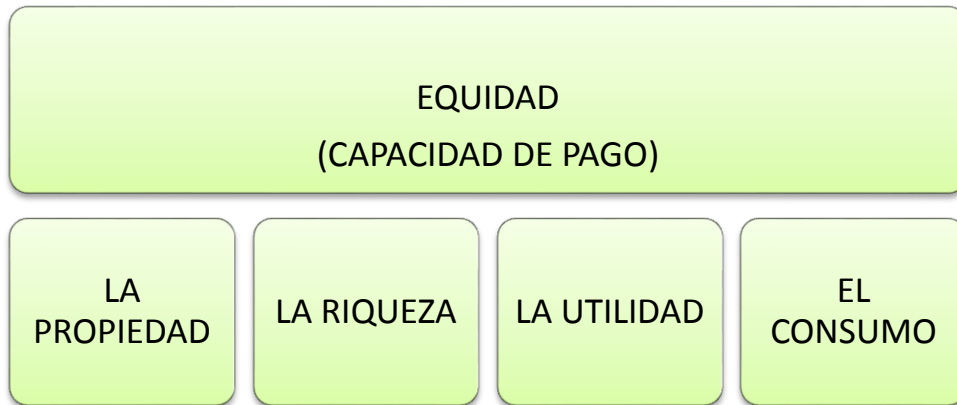 EQUIDAD
(CAPACIDAD DE PAGO)
LA
PROPIEDAD
LA RIQUEZA
LA UTILIDAD
EL
CONSUMO